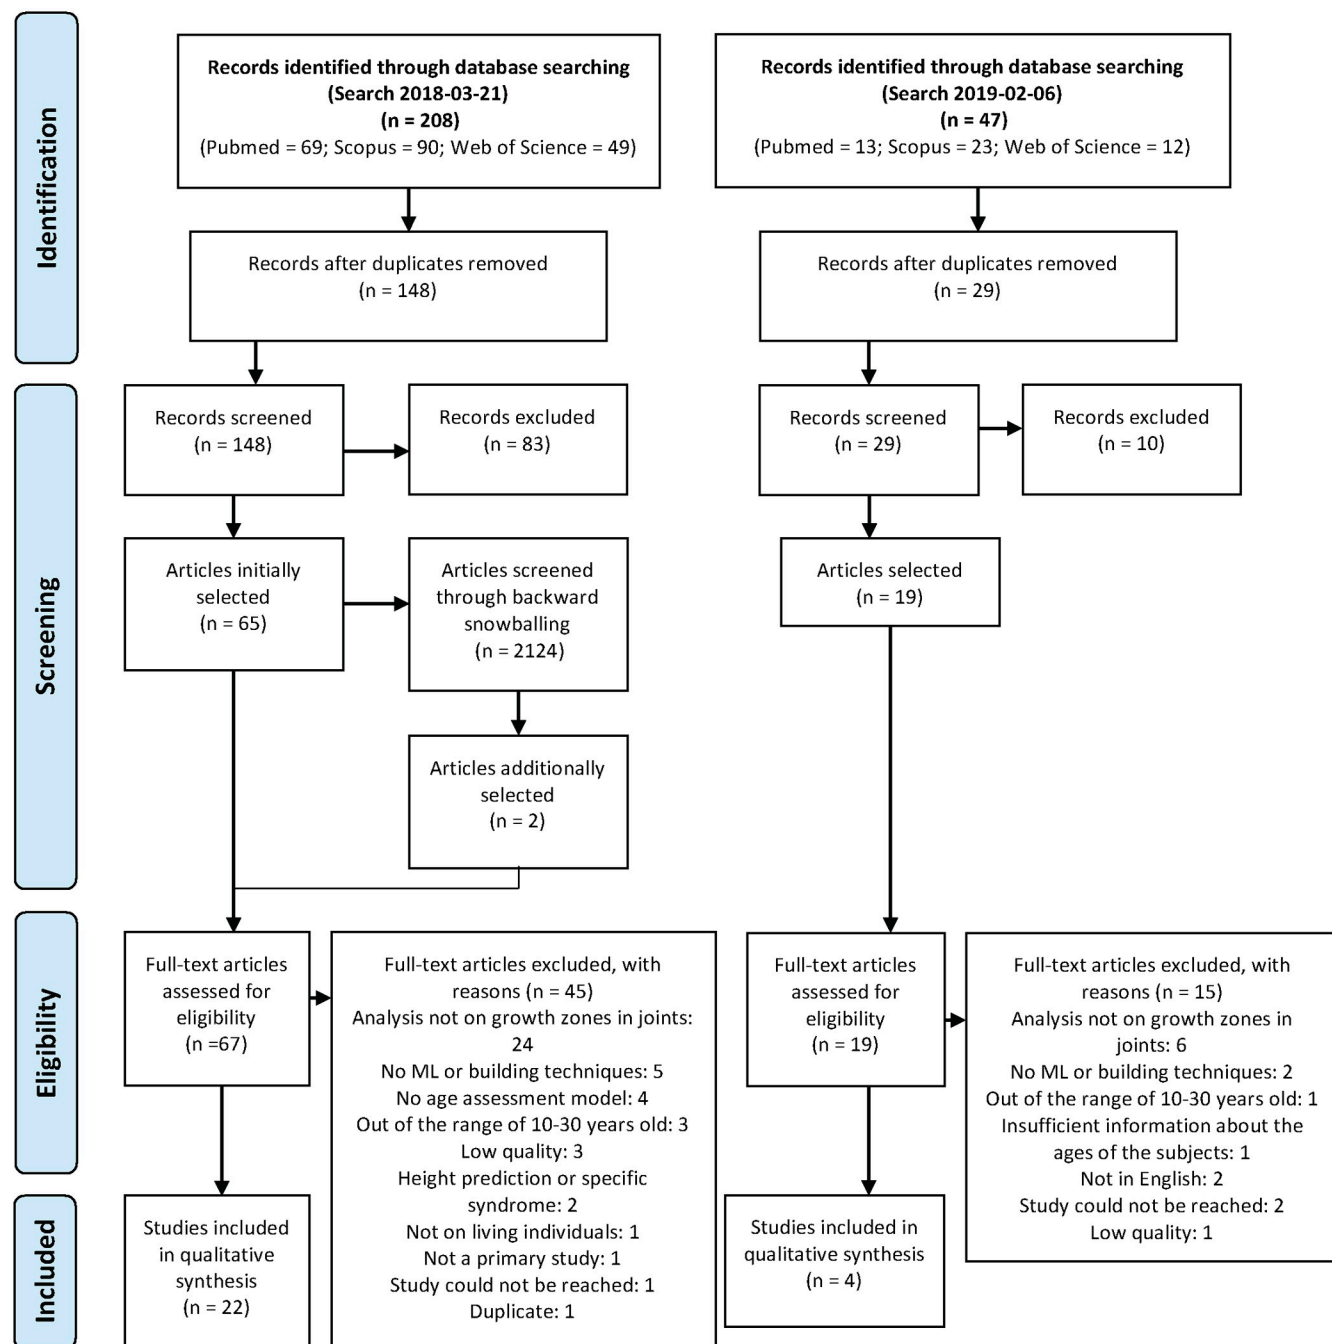 Identification
Records identified through database searching
(Search 2018-03-21)
(n = 208)
(Pubmed = 69; Scopus = 90; Web of Science = 49)
Records identified through database searching
(Search 2019-02-06)
(n = 47)
(Pubmed = 13; Scopus = 23; Web of Science = 12)
Records after duplicates removed
(n = 148)
Records after duplicates removed
(n = 29)
Screening
Records screened
(n = 148)
Records excluded
(n = 83)
Records screened
(n = 29)
Records excluded
(n = 10)
Articles initially
selected
(n = 65)
Articles screened
through backward
snowballing
(n = 2124)
Articles selected
(n = 19)
Articles additionally
selected
(n = 2)
Eligibility
Full-text articles
assessed for
eligibility
(n =67)
Full-text articles excluded, with
reasons (n = 45)
Analysis not on growth zones in joints:
24
No ML or building techniques: 5
No age assessment model: 4
Out of the range of 10-30 years old: 3
Low quality: 3
Height prediction or specific
syndrome: 2
Not on living individuals: 1
Not a primary study: 1
Study could not be reached: 1
Duplicate: 1
Full-text articles
assessed for
eligibility
(n = 19)
Full-text articles excluded, with
reasons (n = 15)
Analysis not on growth zones in
joints: 6
No ML or building techniques: 2
Out of the range of 10-30 years old: 1
Insufficient information about the
ages of the subjects: 1
Not in English: 2
Study could not be reached: 2
Low quality: 1
Included
Studies included
in qualitative
synthesis
(n = 22)
Studies included in
qualitative synthesis
(n = 4)